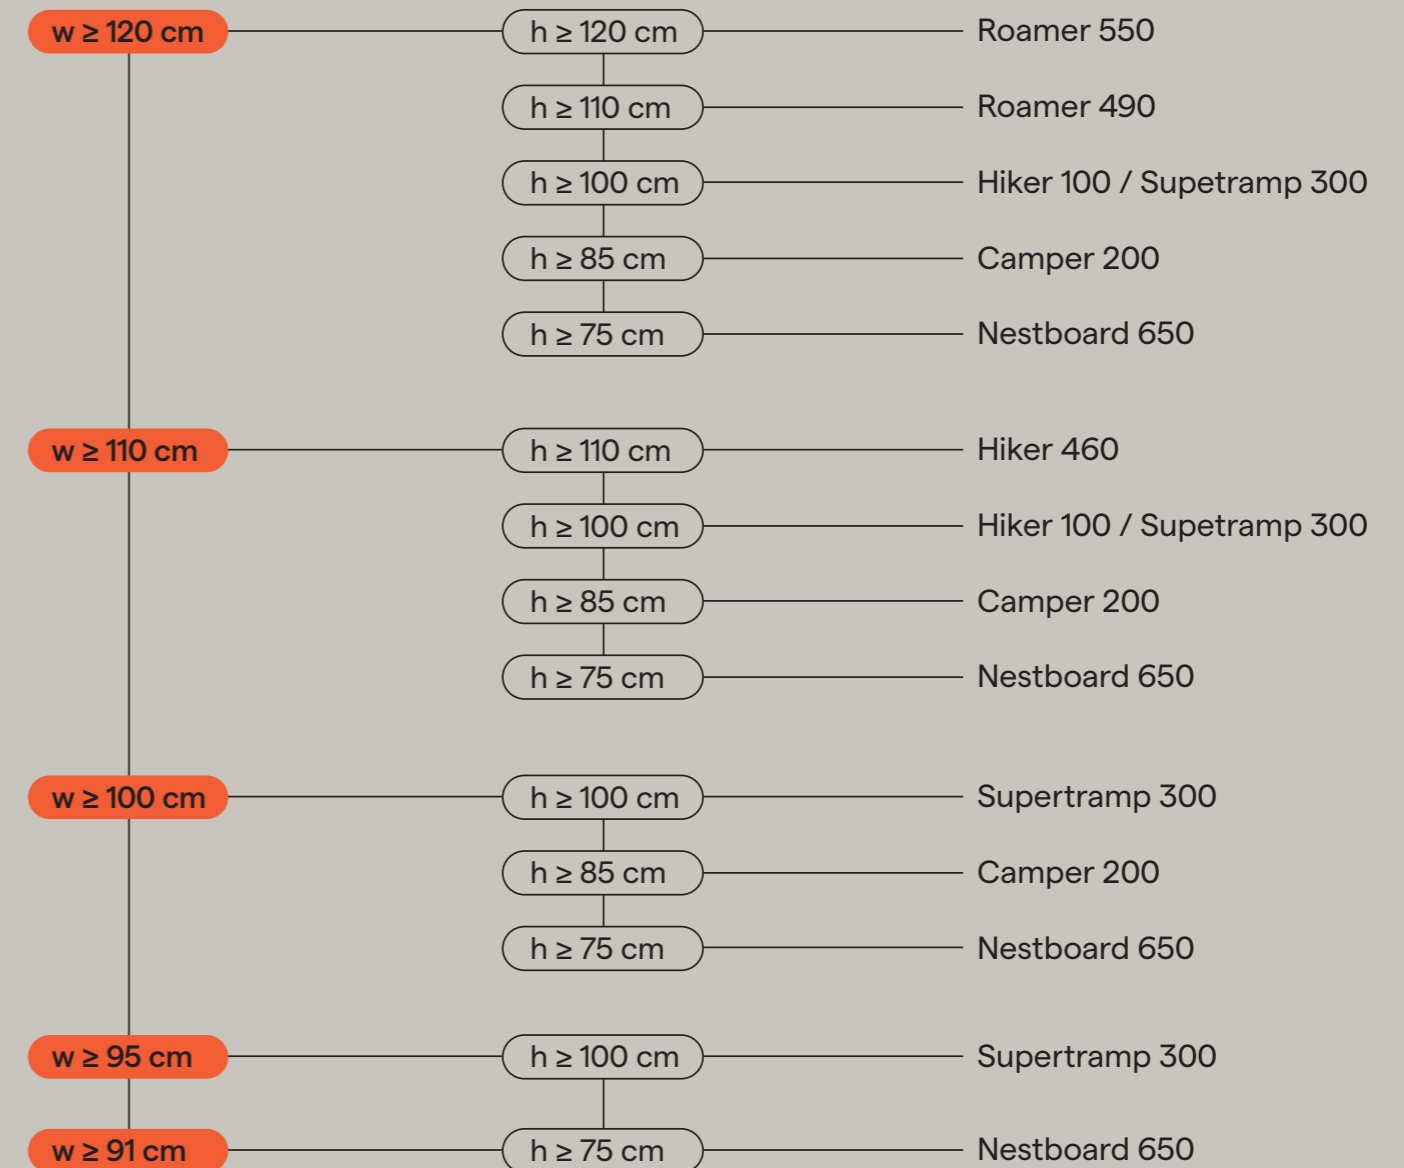 w ≥ 120 cm h ≥ 120 cm Roamer 550
h ≥ 110 cm Roamer 490
h ≥ 100 cm Hiker 100 / Supetramp 300
h ≥ 85 cm Camper 200
h ≥ 75 cm Nestboard 650
w ≥ 110 cm h ≥ 110 cm Hiker 460
h ≥ 100 cm Hiker 100 / Supetramp 300
h ≥ 85 cm Camper 200
h ≥ 75 cm Nestboard 650
w ≥ 100 cm h ≥ 100 cm Supertramp 300
h ≥ 85 cm Camper 200
h ≥ 75 cm Nestboard 650
w ≥ 95 cm h ≥ 100 cm Supertramp 300
w ≥ 91 cm h ≥ 75 cm Nestboard 650